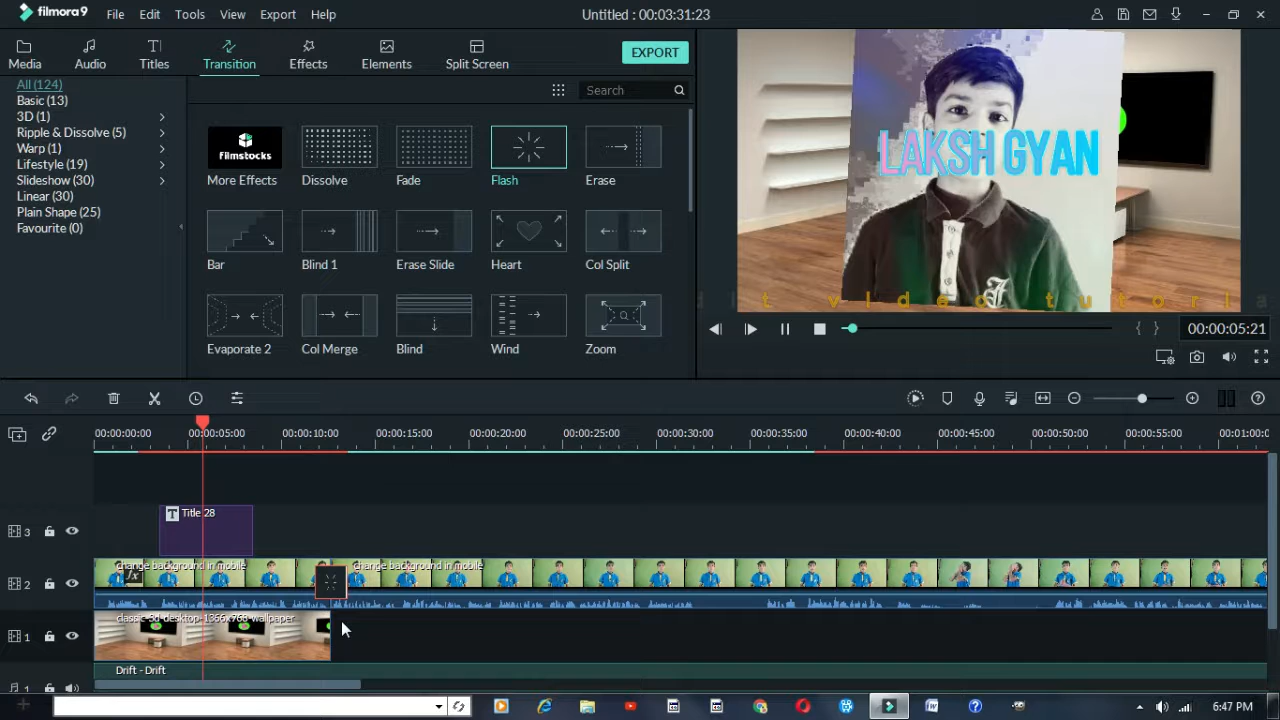 filmora9
File Edit Tools View Export Help
Untitled : 00:03:31:23
Media Audio Titles Transition Effects Elements Split Screen
EXPORT
All (124)
Basic (13)
3D (1)
Ripple & Dissolve (5)
Warp (1)
Lifestyle (19)
Slideshow (30)
Linear (30)
Plain Shape (25)
Favourite (0)
Search
filmstocks
More Effects Dissolve Fade Flash Erase
Bar Blind 1 Erase Slide Heart Col Split
Evaporate 2 Col Merge Blind Wind Zoom
LAKSH GYAN
l t v i d e o t u t o r i a
00:00:05:21
00:00:00:00 00:00:05:00 00:00:10:00 00:00:15:00 00:00:20:00 00:00:25:00 00:00:30:00 00:00:35:00 00:00:40:00 00:00:45:00 00:00:50:00 00:00:55:00 00:01:00:0
3
T Title 28
2
change background in mobile
fx
change background in mobile
1
classic-3d-desktop-1366x768-wallpaper
1
Drift - Drift
6:47 PM